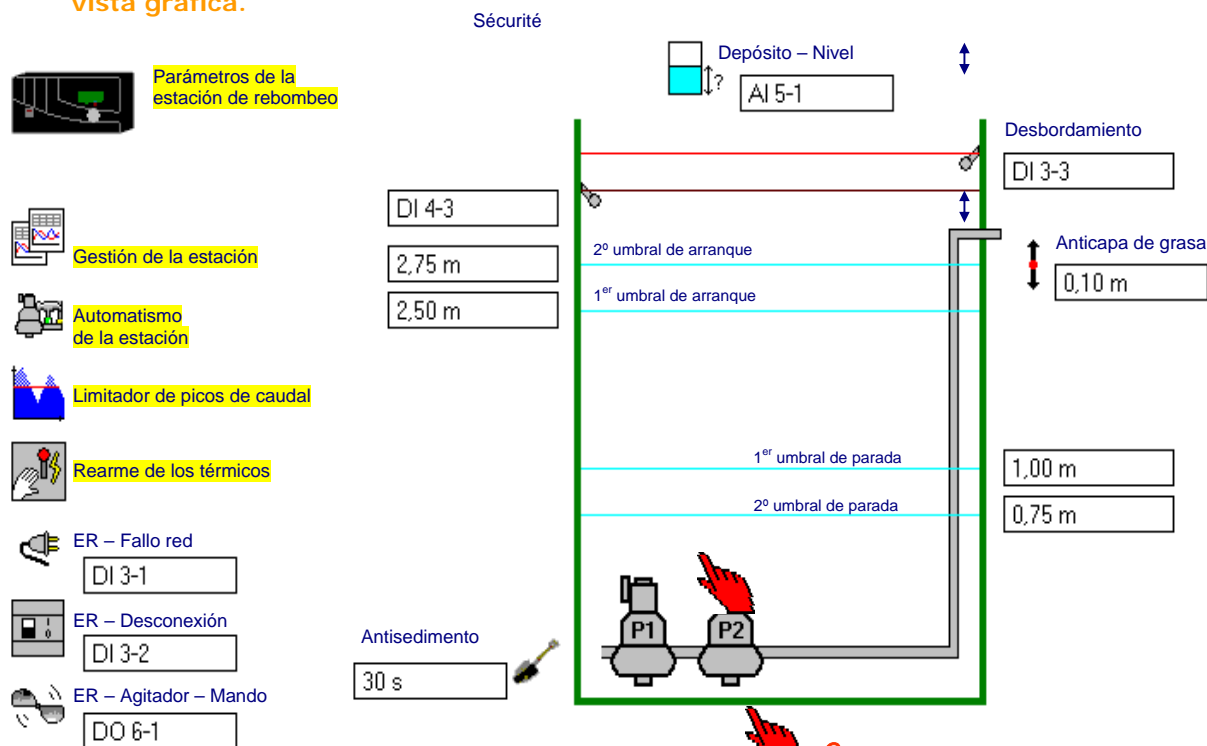 vista gráfica.
Sécurité
Depósito – Nivel
?
AI 5-1
Parámetros de la
estación de rebombeo
Desbordamiento
DI 3-3
DI 4-3
2º umbral de arranque
Anticapa de grasa
Gestión de la estación
2,75 m
0,10 m
1er umbral de arranque
2,50 m
Automatismo
de la estación
Limitador de picos de caudal
1er umbral de parada
1,00 m
Rearme de los térmicos
2º umbral de parada
0,75 m
ER – Fallo red
DI 3-1
ER – Desconexión
DI 3-2
P1
P2
Antisedimento
30 s
ER – Agitador – Mando
DO 6-1